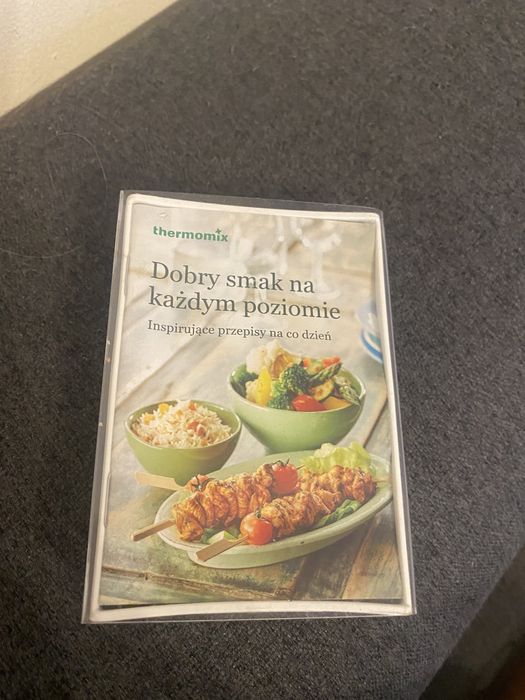 thermomix
Dobry smak na
każdym poziomie
Inspirujące przepisy na co dzień